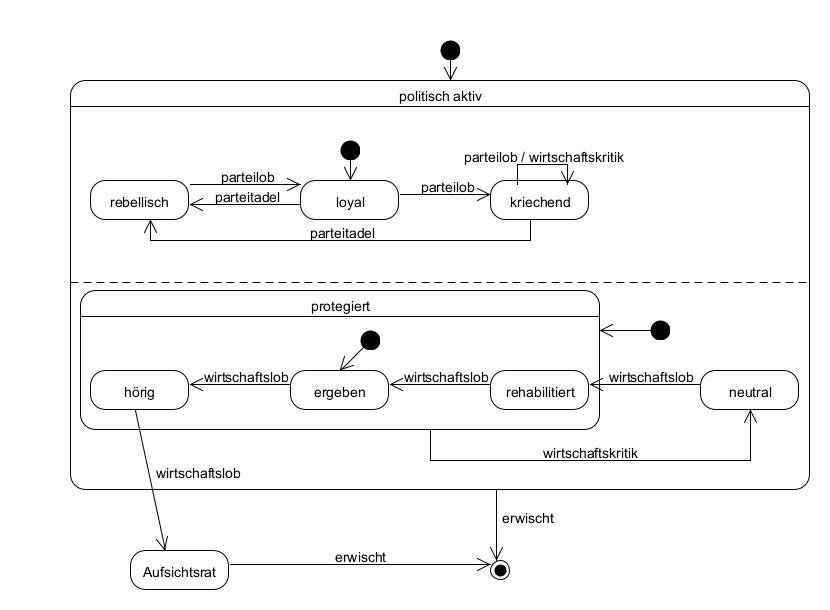 politisch aktiv
parteilob / wirtschaftskritik
parteilob
parteilob
rebellisch
parteitadel
loyal
kriechend
parteitadel
protegiert
wirtschaftslob
wirtschaftslob
wirtschaftslob
hörig
ergeben
rehabilitiert
neutral
wirtschaftskritik
wirtschaftslob
erwischt
erwischt
Aufsichtsrat